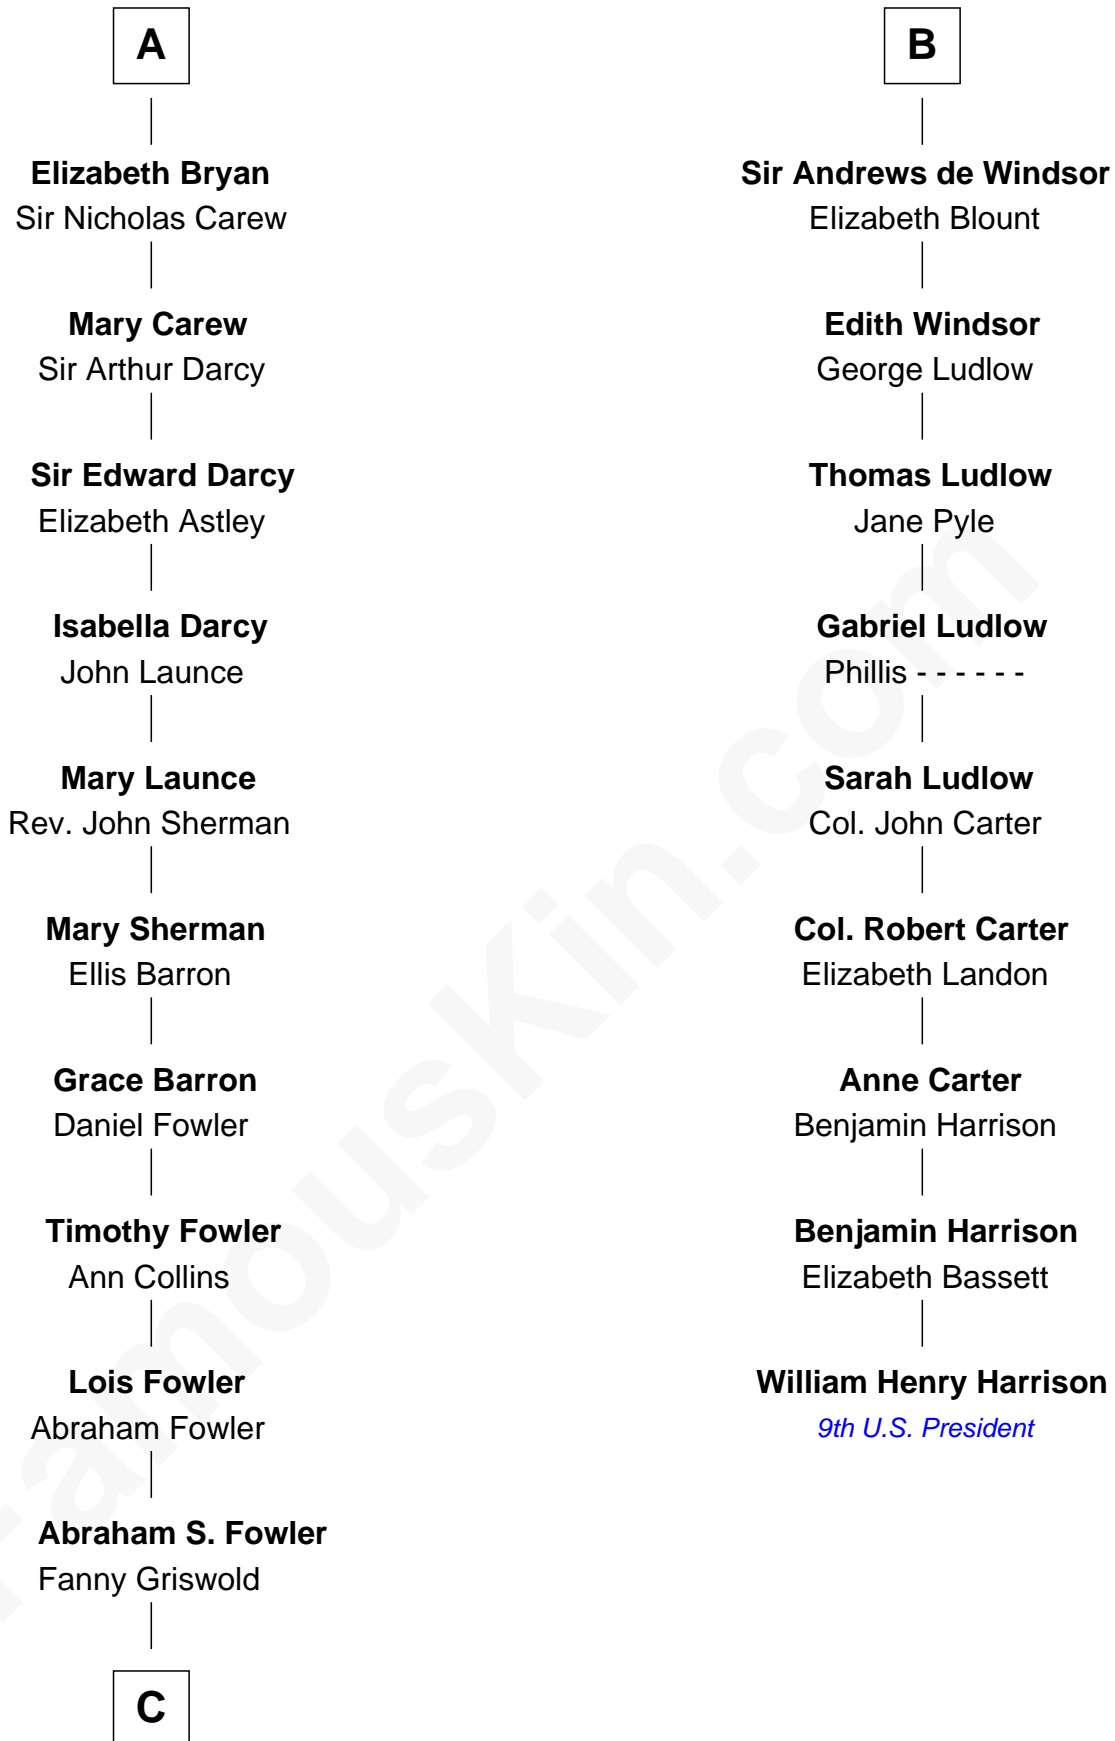 A
Elizabeth Bryan
Sir Nicholas Carew
Mary Carew
Sir Arthur Darcy
Sir Edward Darcy
Elizabeth Astley
Isabella Darcy
John Launce
Mary Launce
Rev. John Sherman
Mary Sherman
Ellis Barron
Grace Barron
Daniel Fowler
Timothy Fowler
Ann Collins
Lois Fowler
Abraham Fowler
Abraham S. Fowler
Fanny Griswold
C
B
Sir Andrews de Windsor
Elizabeth Blount
Edith Windsor
George Ludlow
Thomas Ludlow
Jane Pyle
Gabriel Ludlow
Phillis - - - - - -
Sarah Ludlow
Col. John Carter
Col. Robert Carter
Elizabeth Landon
Anne Carter
Benjamin Harrison
Benjamin Harrison
Elizabeth Bassett
William Henry Harrison
9th U.S. President
FamousKin.com